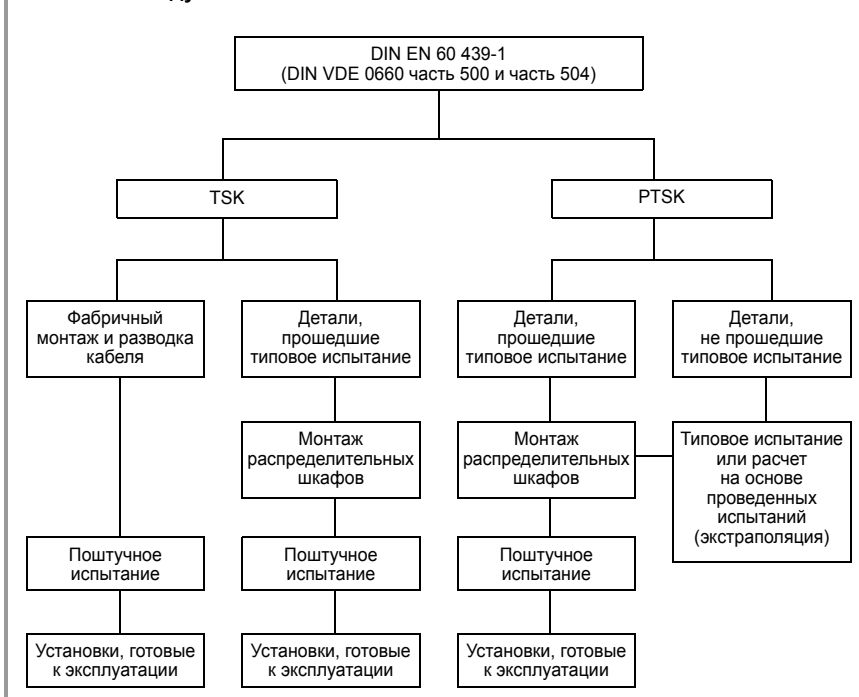 DIN EN 60 439-1
(DIN VDE 0660 часть 500 и часть 504)
TSK
PTSK
Фабричный
монтаж и разводка
кабеля
Детали,
прошедшие
типовое испытание
Детали,
прошедшие
типовое испытание
Детали,
не прошедшие
типовое испытание
Монтаж
распределительных
шкафов
Монтаж
распределительных
шкафов
Типовое испытание
или расчет
на основе
проведенных
испытаний
(экстраполяция)
Поштучное
испытание
Поштучное
испытание
Поштучное
испытание
Установки, готовые
к эксплуатации
Установки, готовые
к эксплуатации
Установки, готовые
к эксплуатации